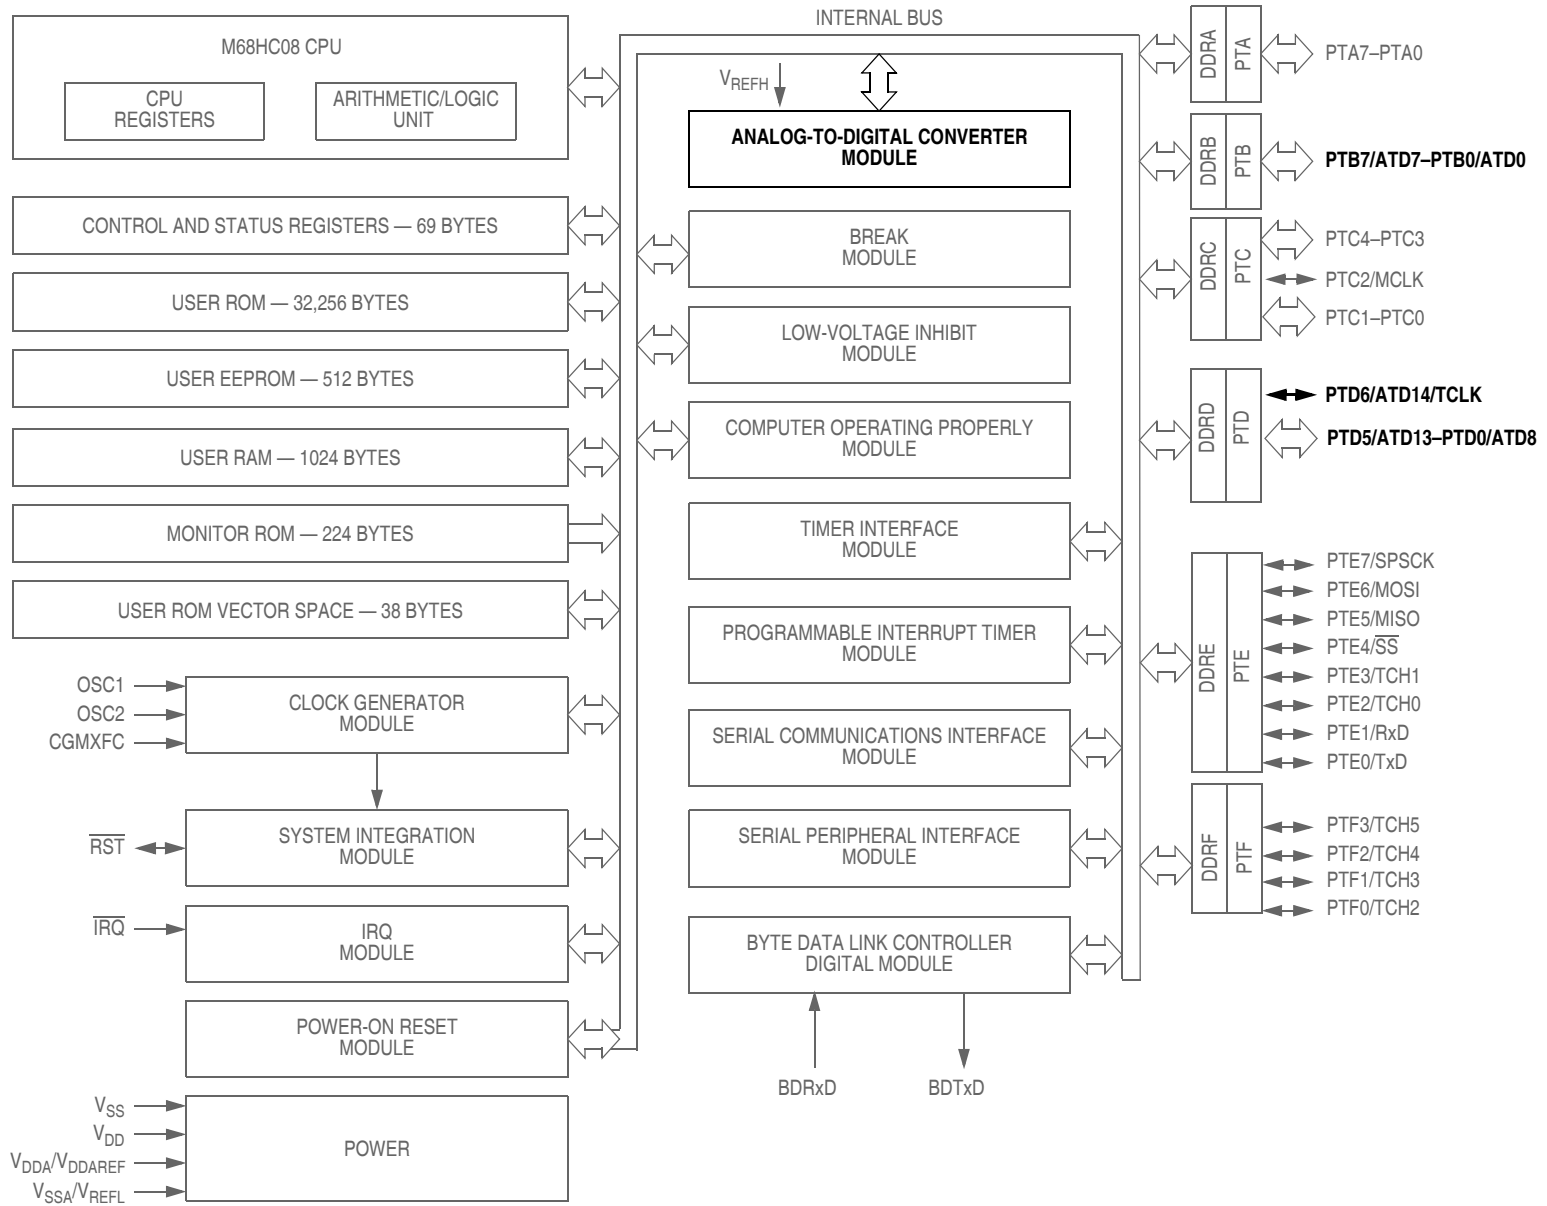 INTERNAL BUS
M68HC08 CPU
CPU
REGISTERS
ARITHMETIC/LOGIC
UNIT
CONTROL AND STATUS REGISTERS — 69 BYTES
USER ROM — 32,256 BYTES
USER EEPROM — 512 BYTES
USER RAM — 1024 BYTES
MONITOR ROM — 224 BYTES
USER ROM VECTOR SPACE — 38 BYTES
OSC1
OSC2
CGMXFC
CLOCK GENERATOR
MODULE
RST
SYSTEM INTEGRATION
MODULE
IRQ
IRQ
MODULE
POWER-ON RESET
MODULE
VSS
VDD
VDDA/VDDAREF
VSSA/VREFL
POWER
VREFH
ANALOG-TO-DIGITAL CONVERTER
MODULE
BREAK
MODULE
LOW-VOLTAGE INHIBIT
MODULE
COMPUTER OPERATING PROPERLY
MODULE
TIMER INTERFACE
MODULE
PROGRAMMABLE INTERRUPT TIMER
MODULE
SERIAL COMMUNICATIONS INTERFACE
MODULE
SERIAL PERIPHERAL INTERFACE
MODULE
BYTE DATA LINK CONTROLLER
DIGITAL MODULE
BDRxD
BDTxD
DDRA
PTA
PTA7–PTA0
DDRB
PTB
PTB7/ATD7–PTB0/ATD0
DDRC
PTC
PTC4–PTC3
PTC2/MCLK
PTC1–PTC0
DDRD
PTD
PTD6/ATD14/TCLK
PTD5/ATD13–PTD0/ATD8
DDRE
PTE
PTE7/SPSCK
PTE6/MOSI
PTE5/MISO
PTE4/SS
PTE3/TCH1
PTE2/TCH0
PTE1/RxD
PTE0/TxD
DDRF
PTF
PTF3/TCH5
PTF2/TCH4
PTF1/TCH3
PTF0/TCH2